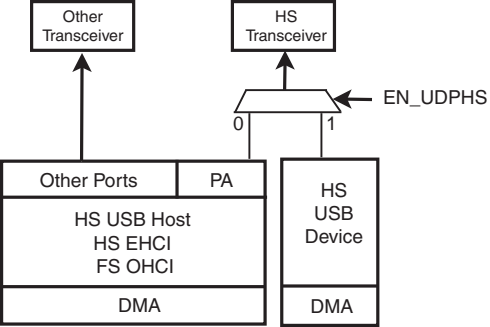 Other
Transceiver
HS
Transceiver
EN_UDPHS
0
1
Other Ports
PA
HS USB Host
HS EHCI
FS OHCI
DMA
HS
USB
Device
DMA